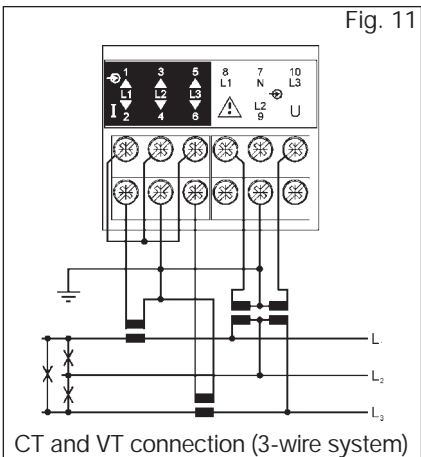 Fig. 11
1 3 5 8 7 10
L1 N L3
L1 L2 L3
I 2 4 6 L2 9 U
L1
L2
L3
CT and VT connection (3-wire system)